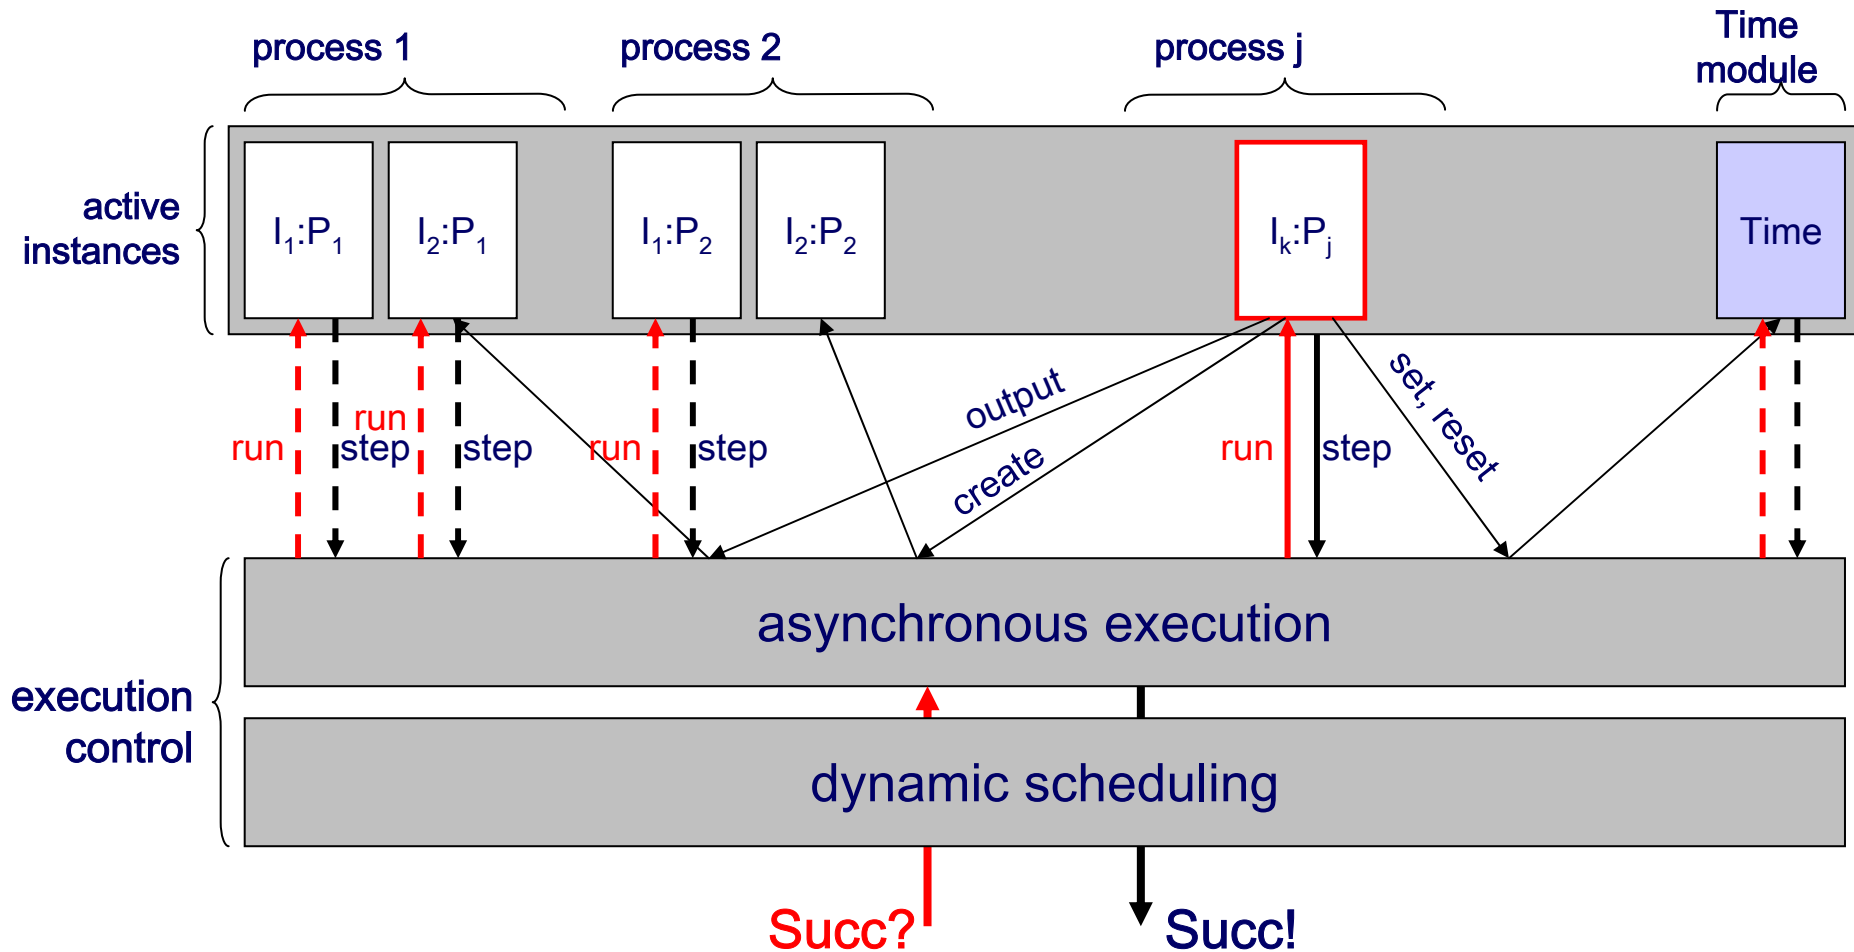 process 1
process 2
process j
Time
module
active
instances
I1:P1
I2:P1
I1:P2
I2:P2
Ik:Pj
Time
run
step
run
step
run
step
output
create
run
step
set, reset
asynchronous execution
execution
control
dynamic scheduling
Succ?
Succ!